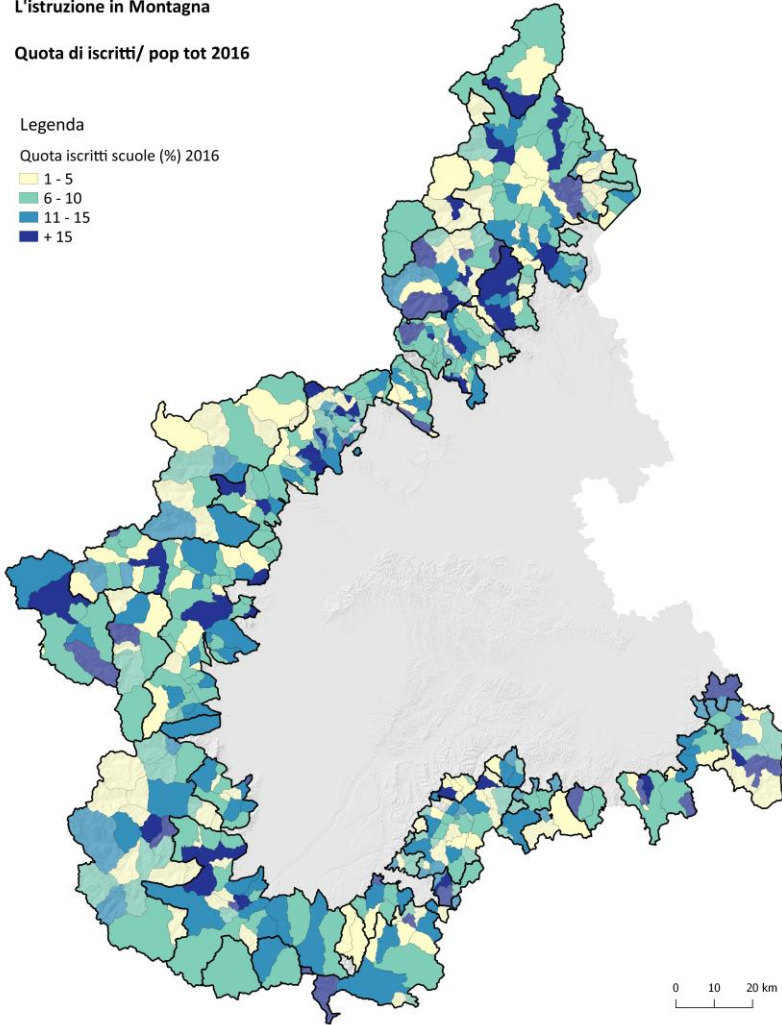 L'istruzione in Montagna
Quota di iscritti/ pop tot 2016
Legenda
Quota iscritti scuole (%) 2016
1 - 5
6 - 10
11 - 15
+ 15
0 10 20 km